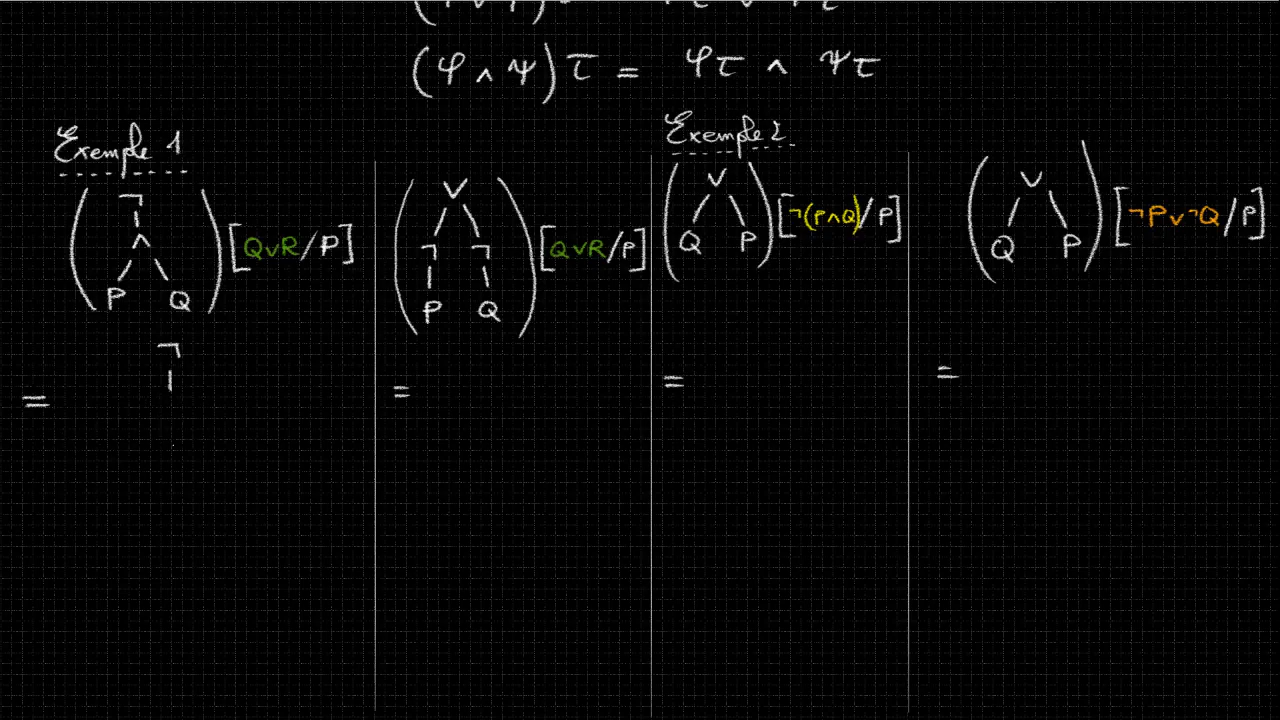 (φ ∧ ψ)τ = φτ ∧ ψτ
Exemple 1
Exemple 2
¬
∧
P Q
[Q∨R/P]
∨
¬ ¬
P Q
[Q∨R/P]
∨
Q P
[¬(P∧Q)/P]
∨
Q P
[¬P∨¬Q/P]
¬
= = = =